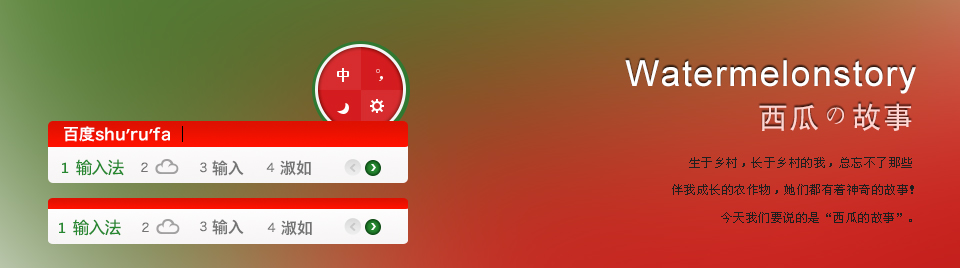 中 °,
百度shu'ru'fa
1 输入法 2 3 输入 4 淑如
1 输入法 2 3 输入 4 淑如
Watermelonstory
西瓜の故事
生于乡村，长于乡村的我，总忘不了那些
伴我成长的农作物，她们都有着神奇的故事！
今天我们要说的是“西瓜的故事”。